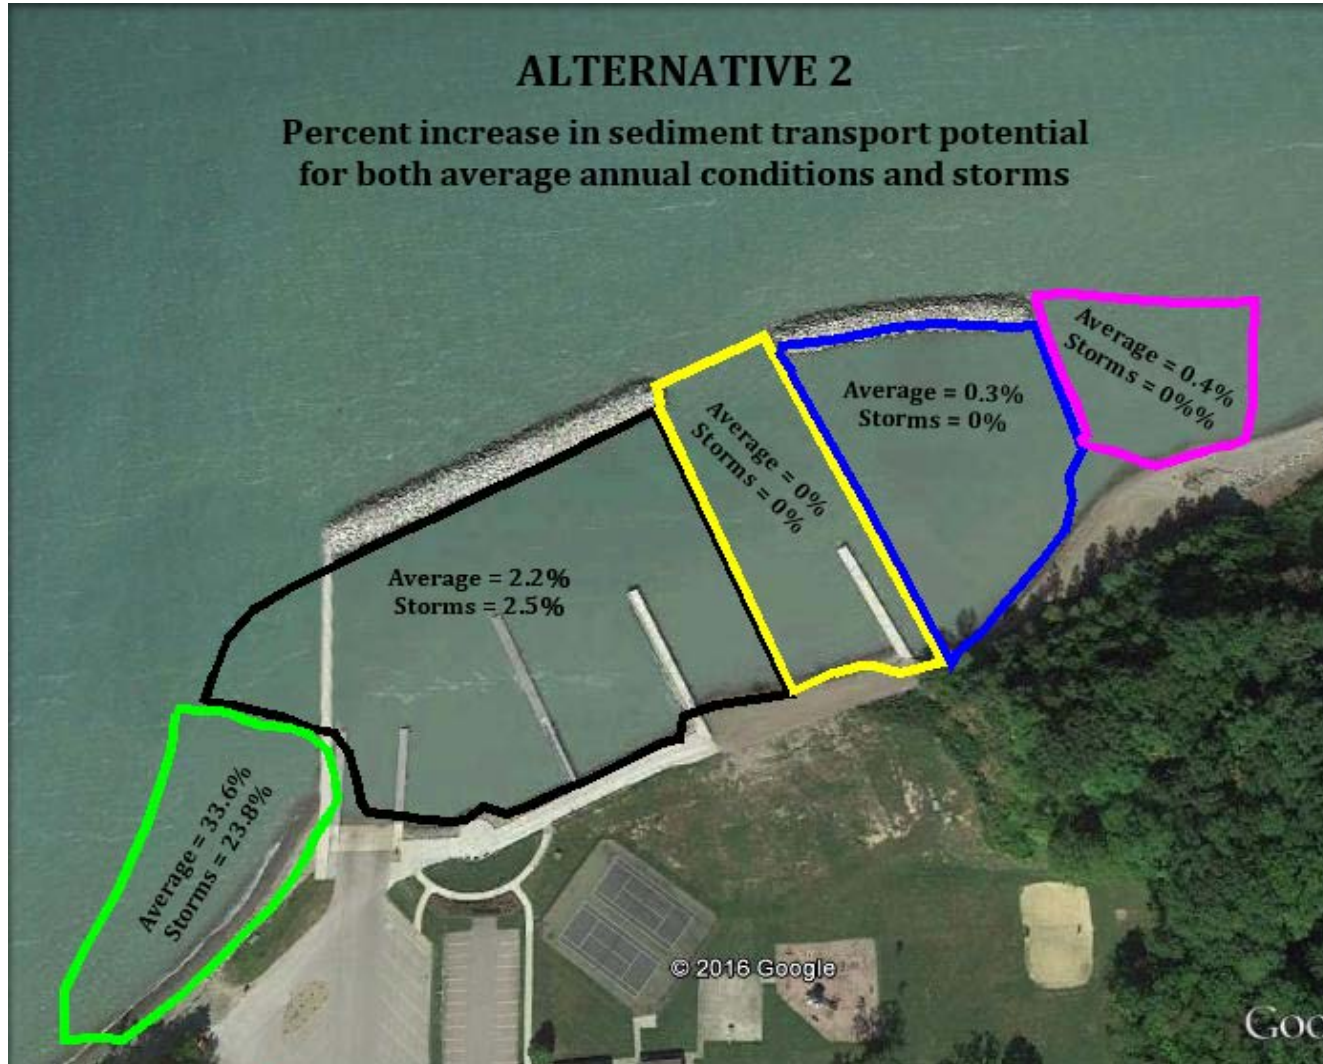 ALTERNATIVE 2
Percent increase in sediment transport potential
for both average annual conditions and storms
Average = 0.4%
Storms = 0%%
Average = 0.3%
Storms = 0%
Average = 0%
Storms = 0%
Average = 2.2%
Storms = 2.5%
Average = 33.6%
Storms = 23.8%
© 2016 Google
Goo